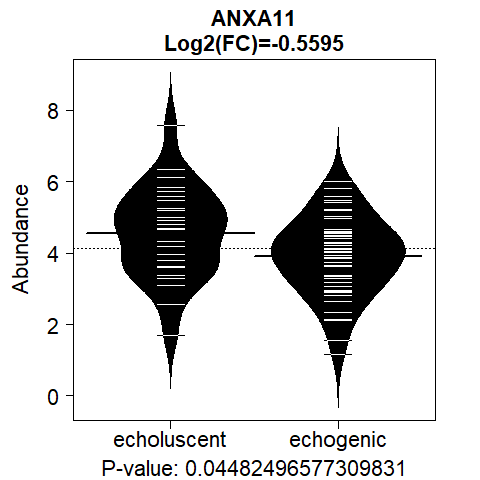 ANXA11
Log2(FC)=-0.5595
Abundance
8
6
4
2
0
echoluscent echogenic
P-value: 0.04482496577309831